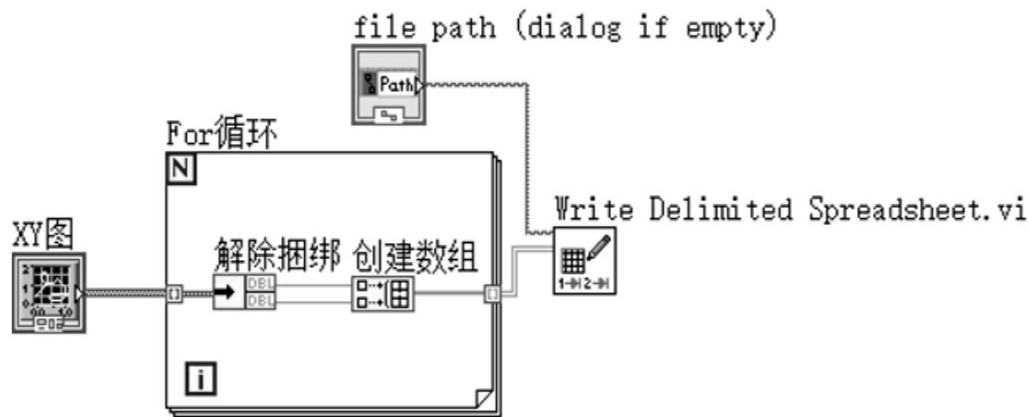 file path (dialog if empty)
Path
For循环
N
Write Delimited Spreadsheet.vi
XY图
解除捆绑 创建数组
DBL
DBL
i